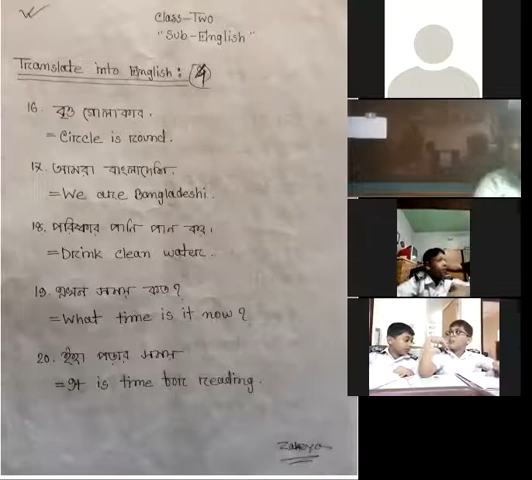 Class-Two
"Sub-English"
Translate into English: 4
16. বৃত্ত গোলাকার.
= Circle is round.
17. আমরা বাংলাদেশি.
= We are Bangladeshi.
18. পরিষ্কার পানি পান কর।
= Drink clean water.
19. এখন সময় কত?
= What time is it now?
20. ইহা পড়ার সময়
= It is time for reading.